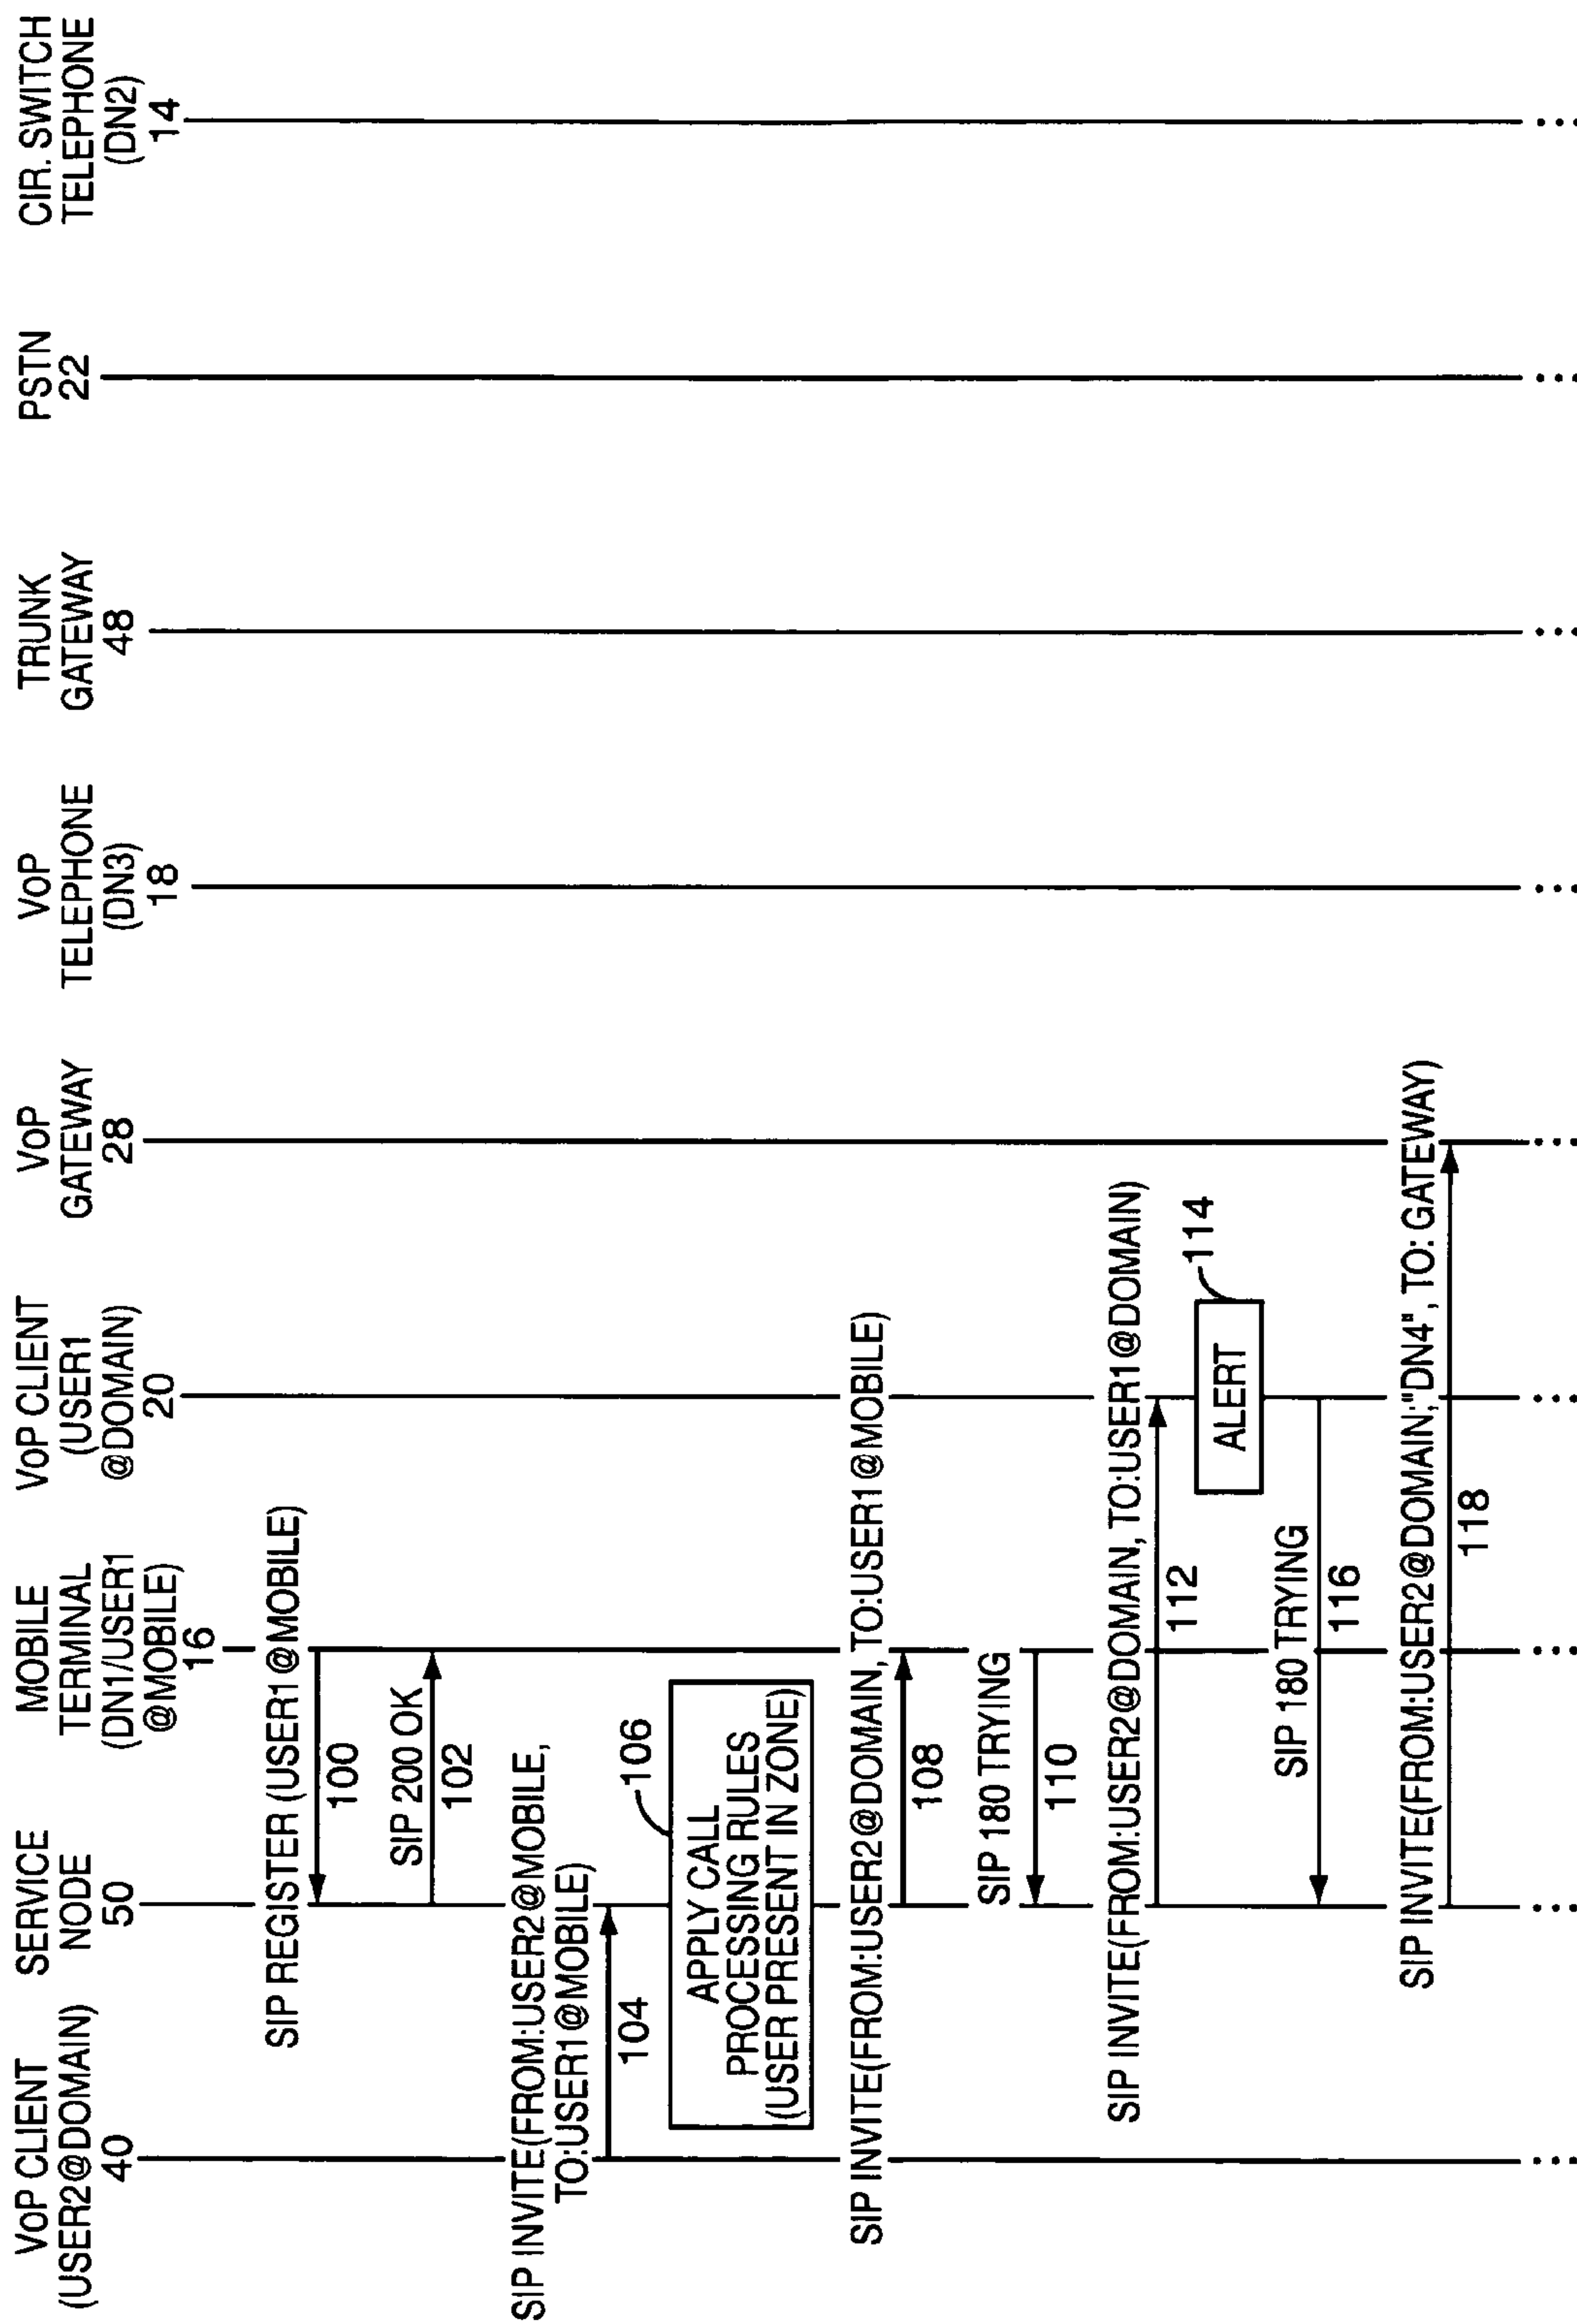 VoP CLIENT
(USER2@DOMAIN)
40
SERVICE
NODE
50
MOBILE
TERMINAL
(DN1/USER1
@MOBILE)
16
VoP CLIENT
(USER1
@DOMAIN)
20
VoP
GATEWAY
28
VoP
TELEPHONE
(DN3)
18
TRUNK
GATEWAY
48
PSTN
22
CIR. SWITCH
TELEPHONE
(DN2)
14
SIP REGISTER (USER1@MOBILE)
100
SIP 200 OK
102
SIP INVITE(FROM:USER2@MOBILE,
TO:USER1@MOBILE)
104
APPLY CALL
PROCESSING RULES
(USER PRESENT IN ZONE)
106
SIP INVITE(FROM:USER2@DOMAIN, TO:USER1@MOBILE)
108
SIP 180 TRYING
110
SIP INVITE(FROM:USER2@DOMAIN, TO:USER1@DOMAIN)
112
ALERT
114
SIP 180 TRYING
116
SIP INVITE(FROM:USER2@DOMAIN;"DN4", TO: GATEWAY)
118